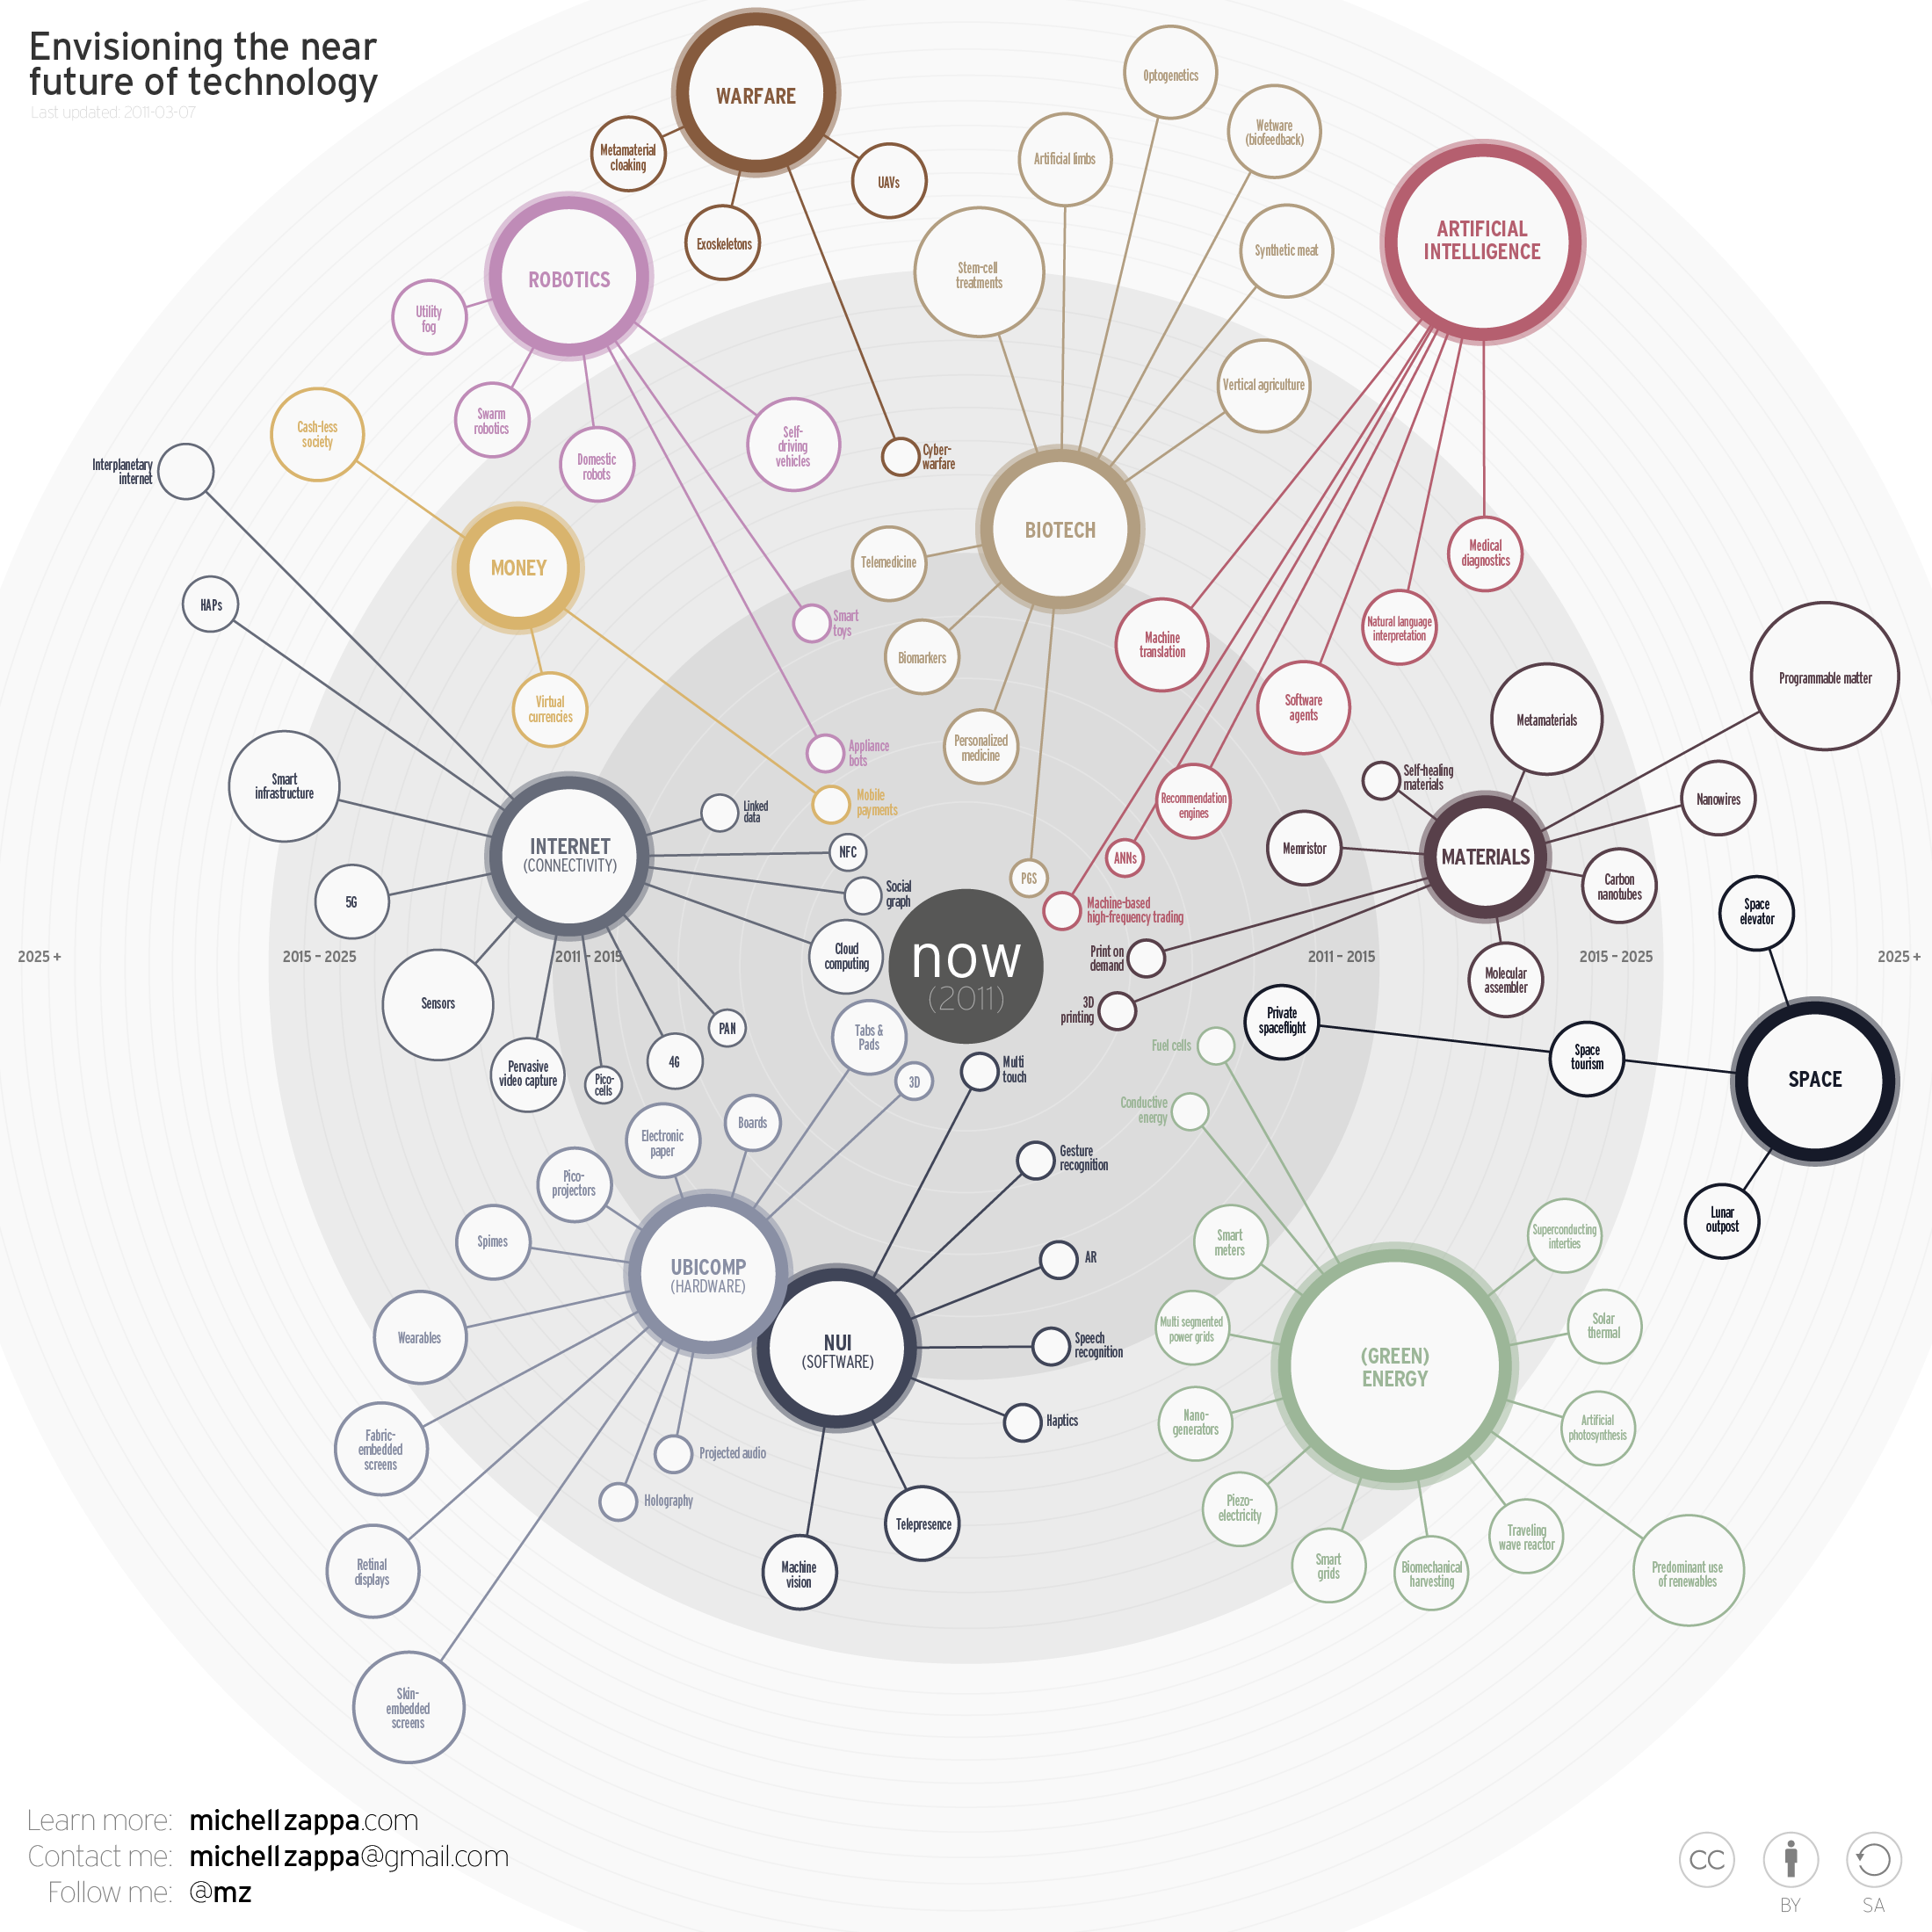 Envisioning the near
future of technology
Last updated: 2011-03-07
WARFARE
Metamaterial
cloaking
UAVs
Exoskeletons
Cyber-
warfare
ROBOTICS
Utility
fog
Swarm
robotics
Domestic
robots
Self-
driving
vehicles
Smart
toys
Appliance
bots
Optogenetics
Wetware
(biofeedback)
Artificial limbs
Synthetic meat
Stem-cell
treatments
Vertical agriculture
BIOTECH
Telemedicine
Biomarkers
Personalized
medicine
PGS
ARTIFICIAL
INTELLIGENCE
Medical
diagnostics
Natural language
interpretation
Machine
translation
Software
agents
Recommendation
engines
ANNs
Machine-based
high-frequency trading
Cash-less
society
MONEY
Virtual
currencies
Mobile
payments
Interplanetary
internet
HAPs
Smart
infrastructure
INTERNET
(CONNECTIVITY)
Linked
data
NFC
Social
graph
Cloud
computing
5G
Sensors
Pervasive
video capture
Pico-
cells
4G
PAN
Programmable matter
Metamaterials
Self-healing
materials
Nanowires
Memristor
MATERIALS
Carbon
nanotubes
Molecular
assembler
Print on
demand
3D
printing
2025 +
2015 – 2025
2011 – 2015
now
(2011)
2011 – 2015
2015 – 2025
2025 +
Space
elevator
Private
spaceflight
Space
tourism
SPACE
Lunar
outpost
Tabs &
Pads
3D
Boards
Electronic
paper
Pico-
projectors
Spimes
UBICOMP
(HARDWARE)
Wearables
Fabric-
embedded
screens
Retinal
displays
Skin-
embedded
screens
Projected audio
Holography
Multi
touch
Gesture
recognition
AR
Speech
recognition
Haptics
NUI
(SOFTWARE)
Telepresence
Machine
vision
Fuel cells
Conductive
energy
Smart
meters
Superconducting
interties
Multi segmented
power grids
Solar
thermal
(GREEN)
ENERGY
Nano-
generators
Artificial
photosynthesis
Piezo-
electricity
Smart
grids
Biomechanical
harvesting
Traveling
wave reactor
Predominant use
of renewables
Learn more: michellzappa.com
Contact me: michellzappa@gmail.com
Follow me: @mz
CC
BY
SA